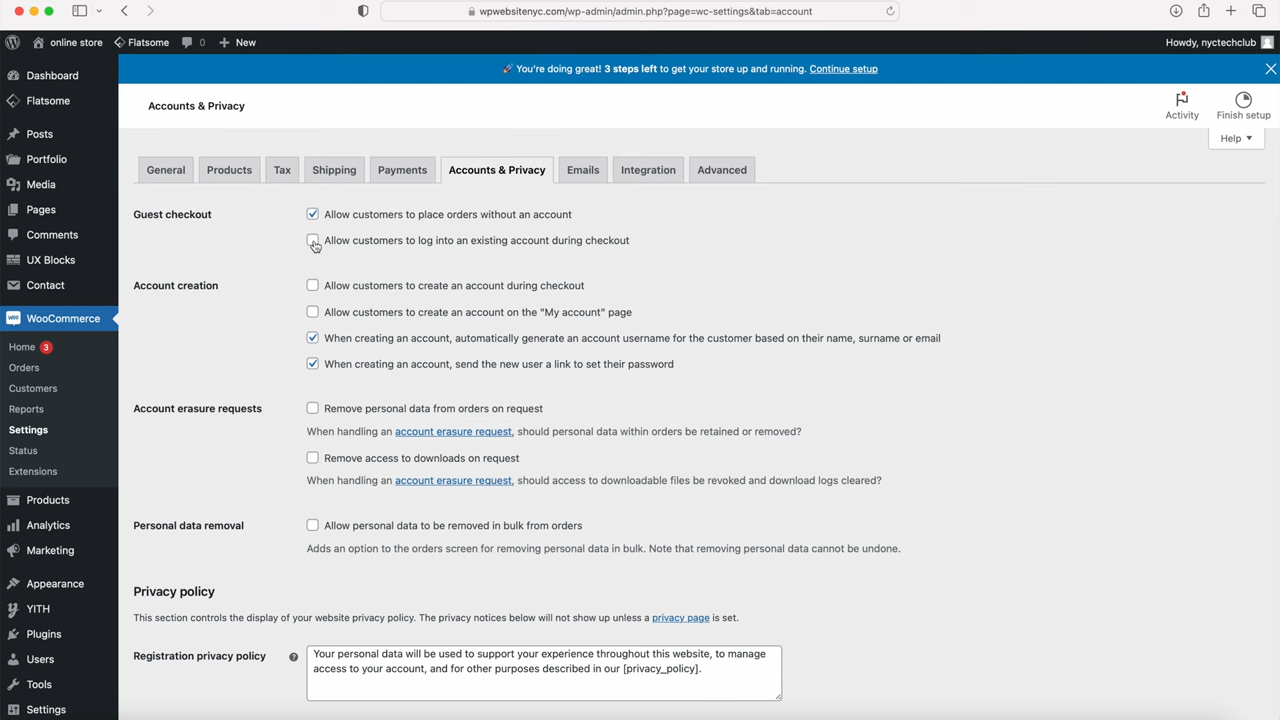 pwwebsitenyc.com/wp-admin/admin.php?page=wc-settings&tab=account
online store
Flatsome
0
New
Howdy, nyctechclub
🚀 You're doing great! 3 steps left to get your store up and running. Continue setup
Dashboard
Flatsome
Posts
Portfolio
Media
Pages
Comments
UX Blocks
Contact
WooCommerce
Home 3
Orders
Customers
Reports
Settings
Status
Extensions
Products
Analytics
Marketing
Appearance
YITH
Plugins
Users
Tools
Settings
Accounts & Privacy
Activity
Finish setup
Help
General
Products
Tax
Shipping
Payments
Accounts & Privacy
Emails
Integration
Advanced
Guest checkout
Allow customers to place orders without an account
Allow customers to log into an existing account during checkout
Account creation
Allow customers to create an account during checkout
Allow customers to create an account on the "My account" page
When creating an account, automatically generate an account username for the customer based on their name, surname or email
When creating an account, send the new user a link to set their password
Account erasure requests
Remove personal data from orders on request
When handling an account erasure request, should personal data within orders be retained or removed?
Remove access to downloads on request
When handling an account erasure request, should access to downloadable files be revoked and download logs cleared?
Personal data removal
Allow personal data to be removed in bulk from orders
Adds an option to the orders screen for removing personal data in bulk. Note that removing personal data cannot be undone.
Privacy policy
This section controls the display of your website privacy policy. The privacy notices below will not show up unless a privacy page is set.
Registration privacy policy
Your personal data will be used to support your experience throughout this website, to manage
access to your account, and for other purposes described in our [privacy_policy].